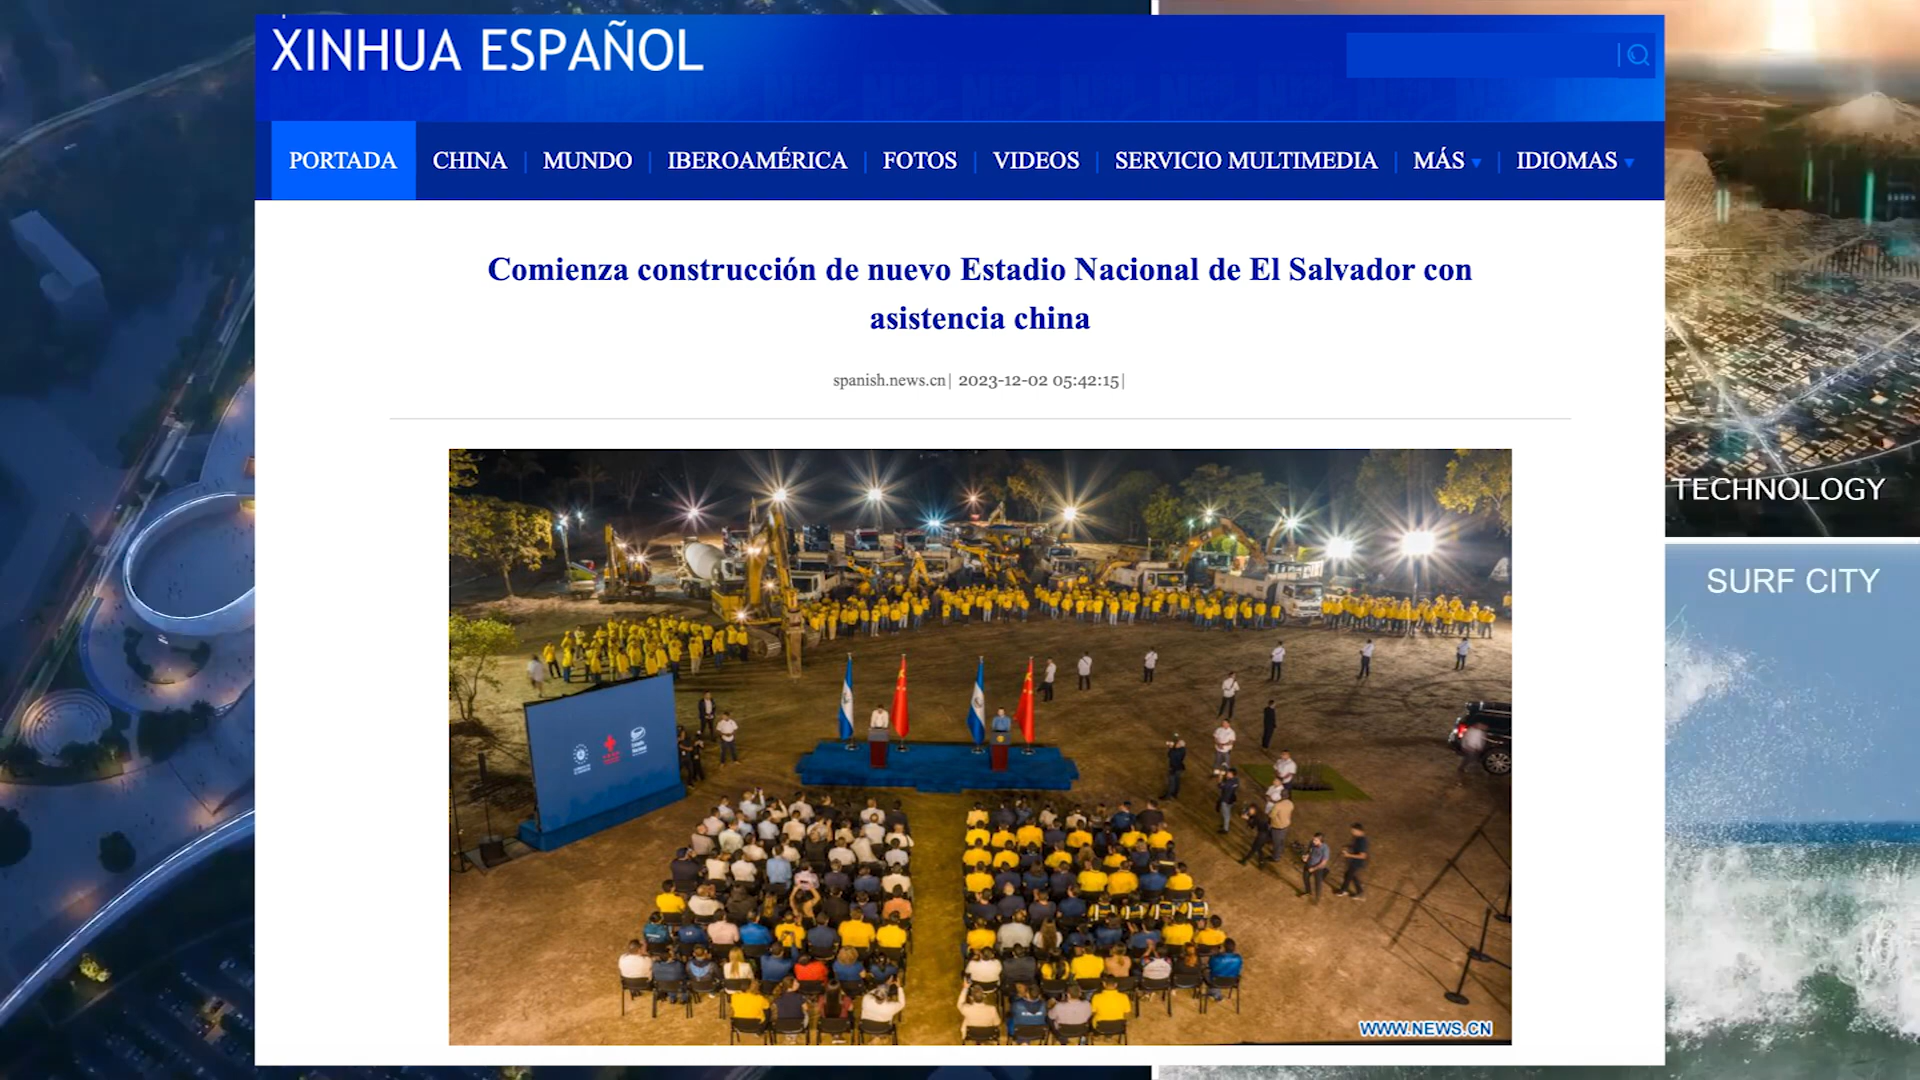 XINHUA ESPAÑOL
PORTADA
CHINA
MUNDO
IBEROAMÉRICA
FOTOS
VIDEOS
SERVICIO MULTIMEDIA
MÁS
IDIOMAS
Comienza construcción de nuevo Estadio Nacional de El Salvador con
asistencia china
spanish.news.cn| 2023-12-02 05:42:15|
WWW.NEWS.CN
TECHNOLOGY
SURF CITY